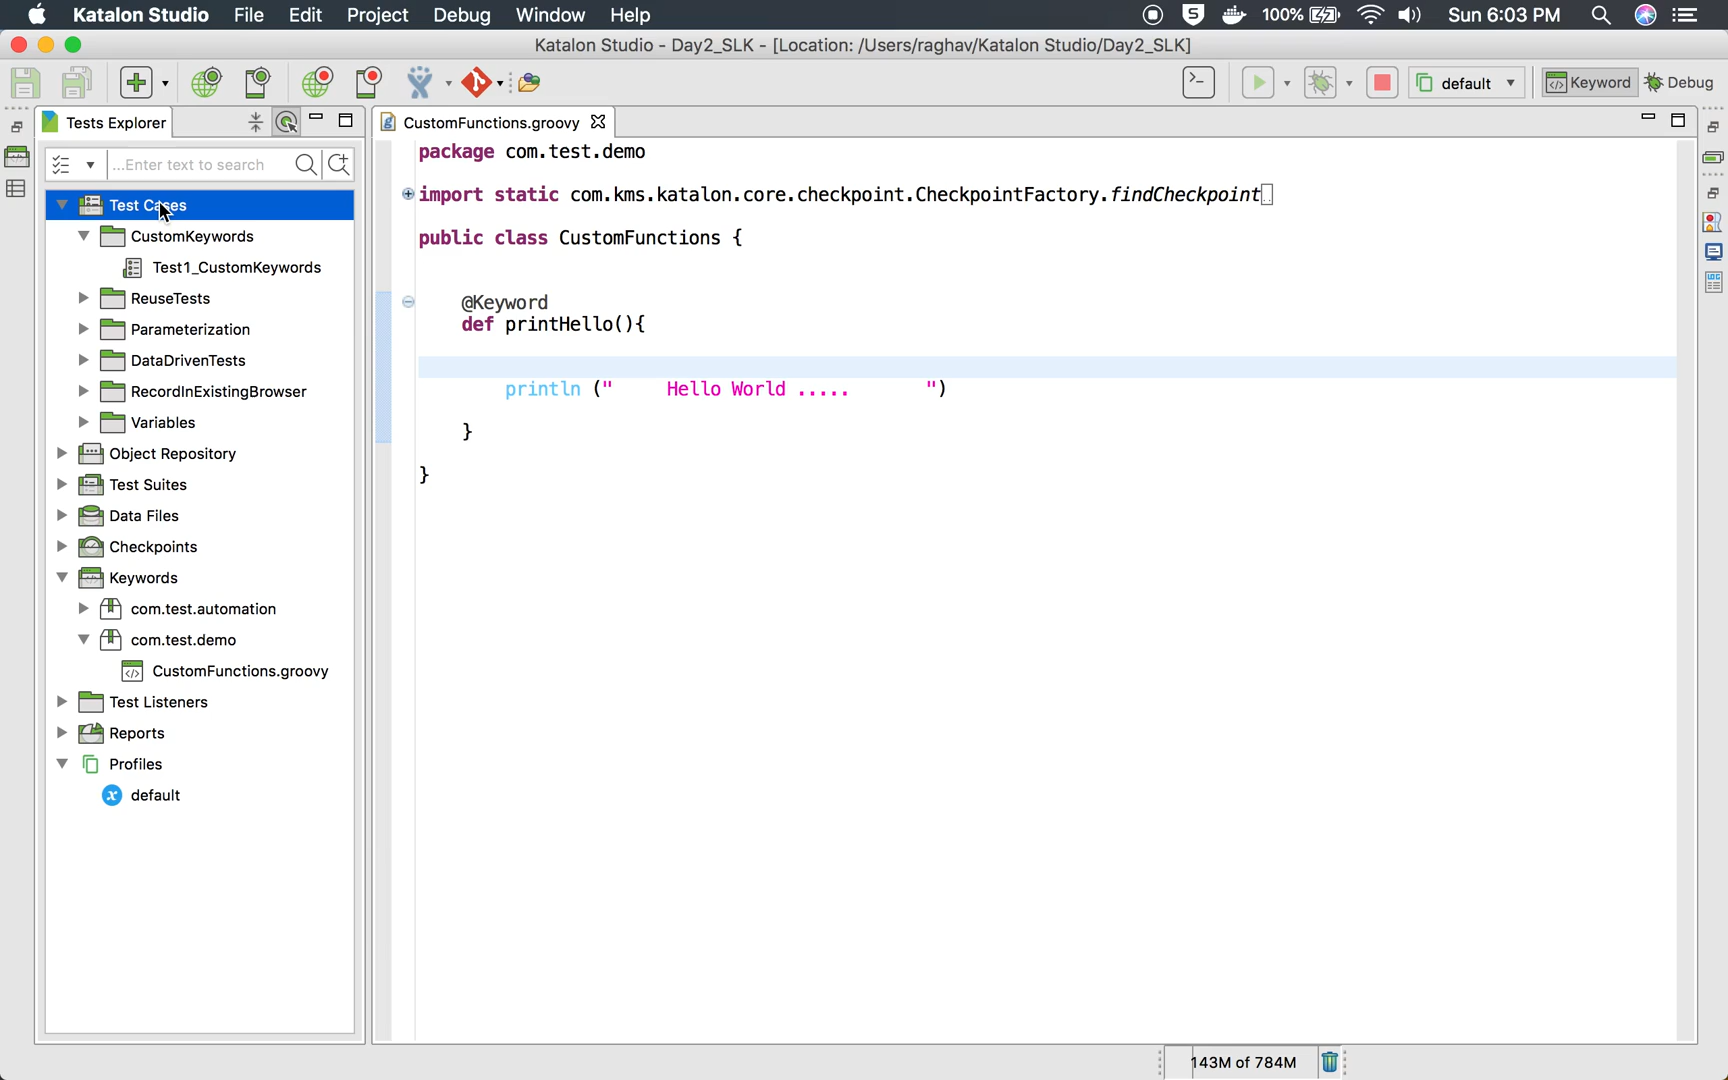 Katalon Studio File Edit Project Debug Window Help 100% Sun 6:03 PM
Katalon Studio - Day2_SLK - [Location: /Users/raghav/Katalon Studio/Day2_SLK]
default Keyword Debug
Tests Explorer
CustomFunctions.groovy
...Enter text to search
Test Cases
CustomKeywords
Test1_CustomKeywords
ReuseTests
Parameterization
DataDrivenTests
RecordInExistingBrowser
Variables
Object Repository
Test Suites
Data Files
Checkpoints
Keywords
com.test.automation
com.test.demo
CustomFunctions.groovy
Test Listeners
Reports
Profiles
default
package com.test.demo
import static com.kms.katalon.core.checkpoint.CheckpointFactory.findCheckpoint
public class CustomFunctions {
@Keyword
def printHello(){
println ("     Hello World .....       ")
}
}
143M of 784M